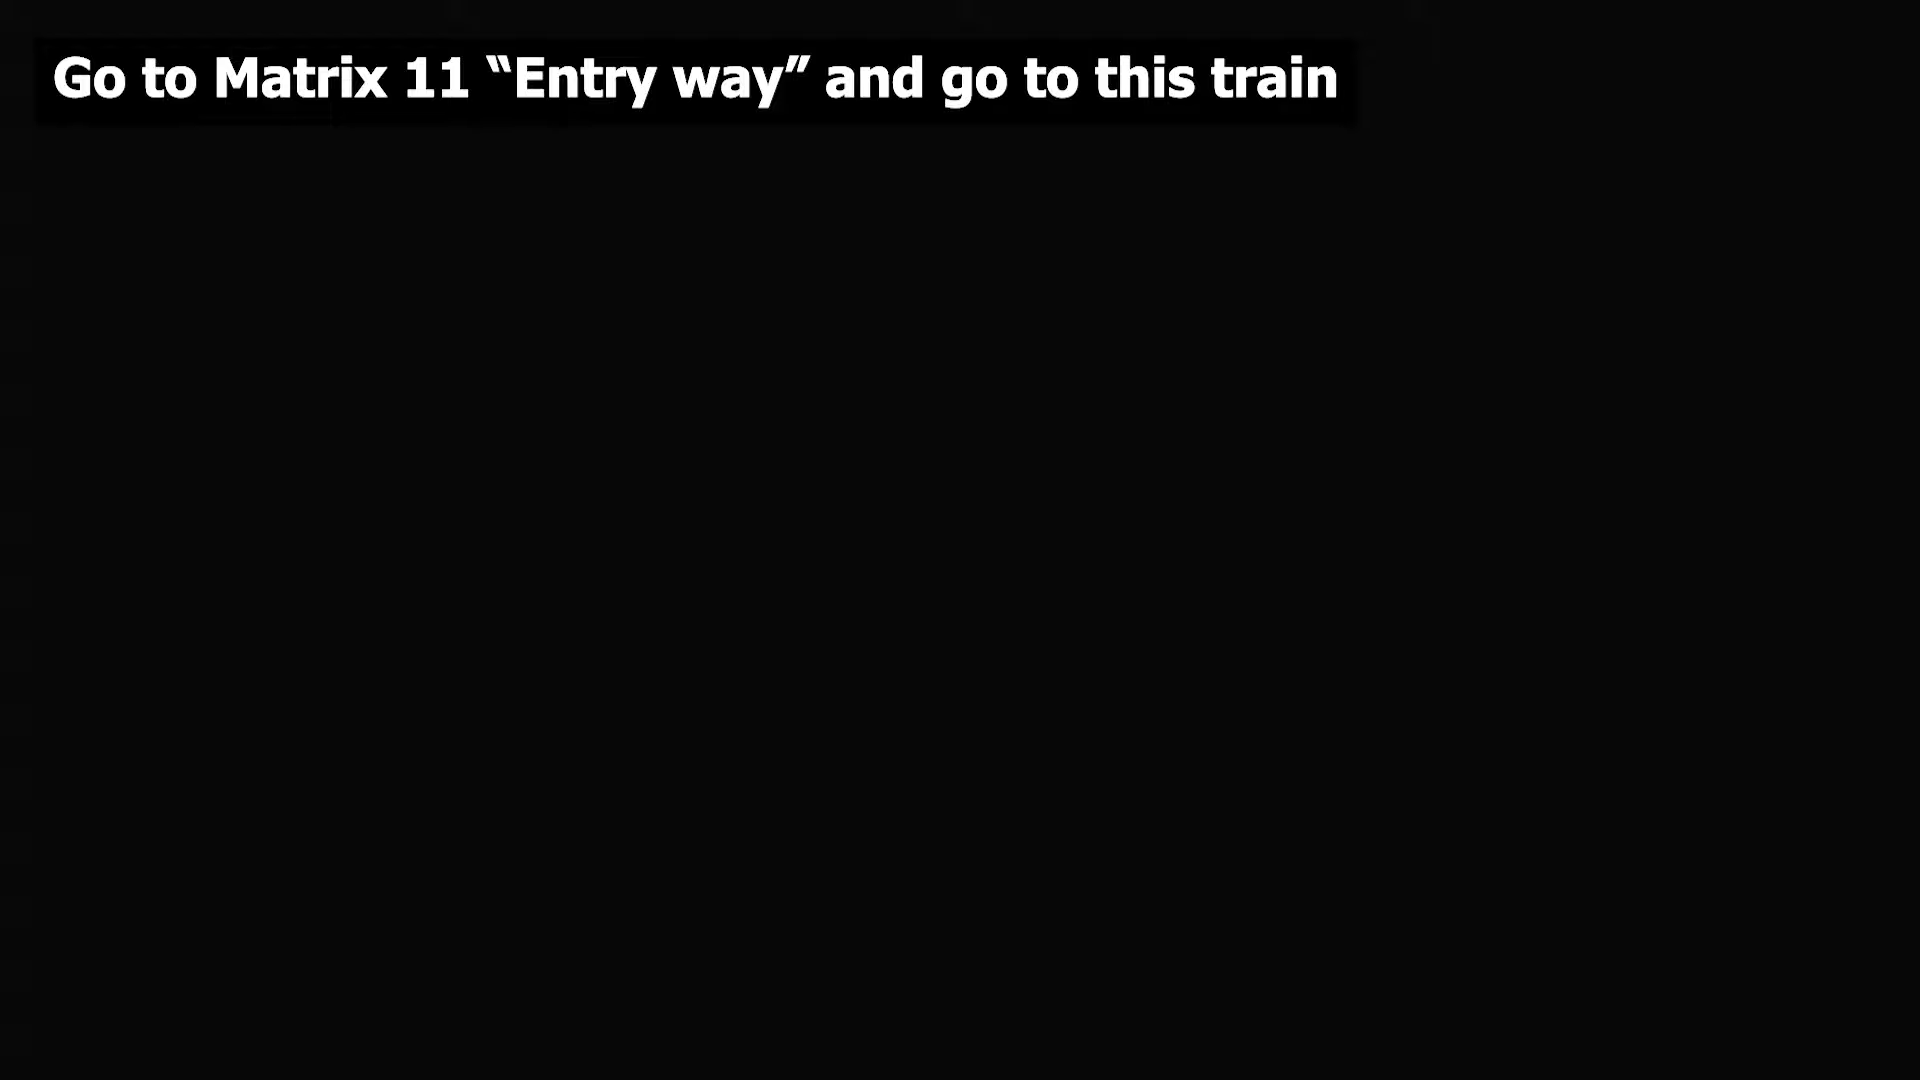 Go to Matrix 11 “Entry way” and go to this train